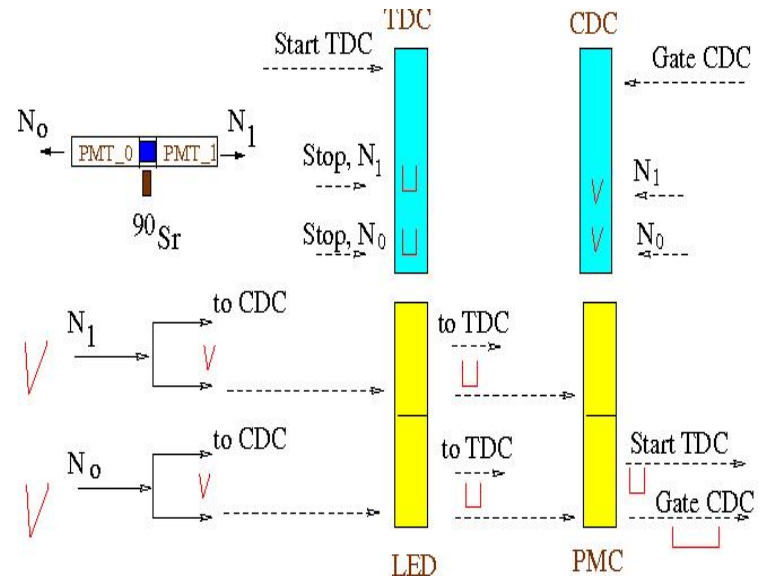 TDC
CDC
Start TDC
Gate CDC
N0
PMT_0
PMT_1
N1
90Sr
Stop, N1
N1
Stop, N0
N0
to CDC
N1
to TDC
to CDC
No
to TDC
Start TDC
Gate CDC
LED
PMC